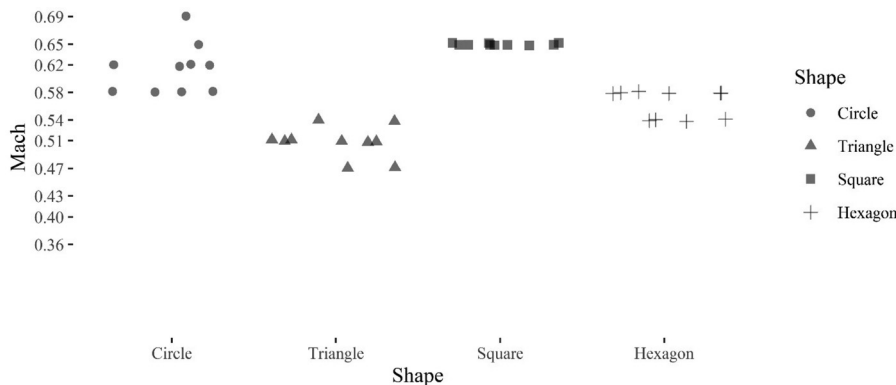 0.69
0.65
0.62
0.58
0.54
0.51
0.47
0.43
0.40
0.36
Mach
Circle
Triangle
Square
Hexagon
Shape
Shape
Circle
Triangle
Square
Hexagon